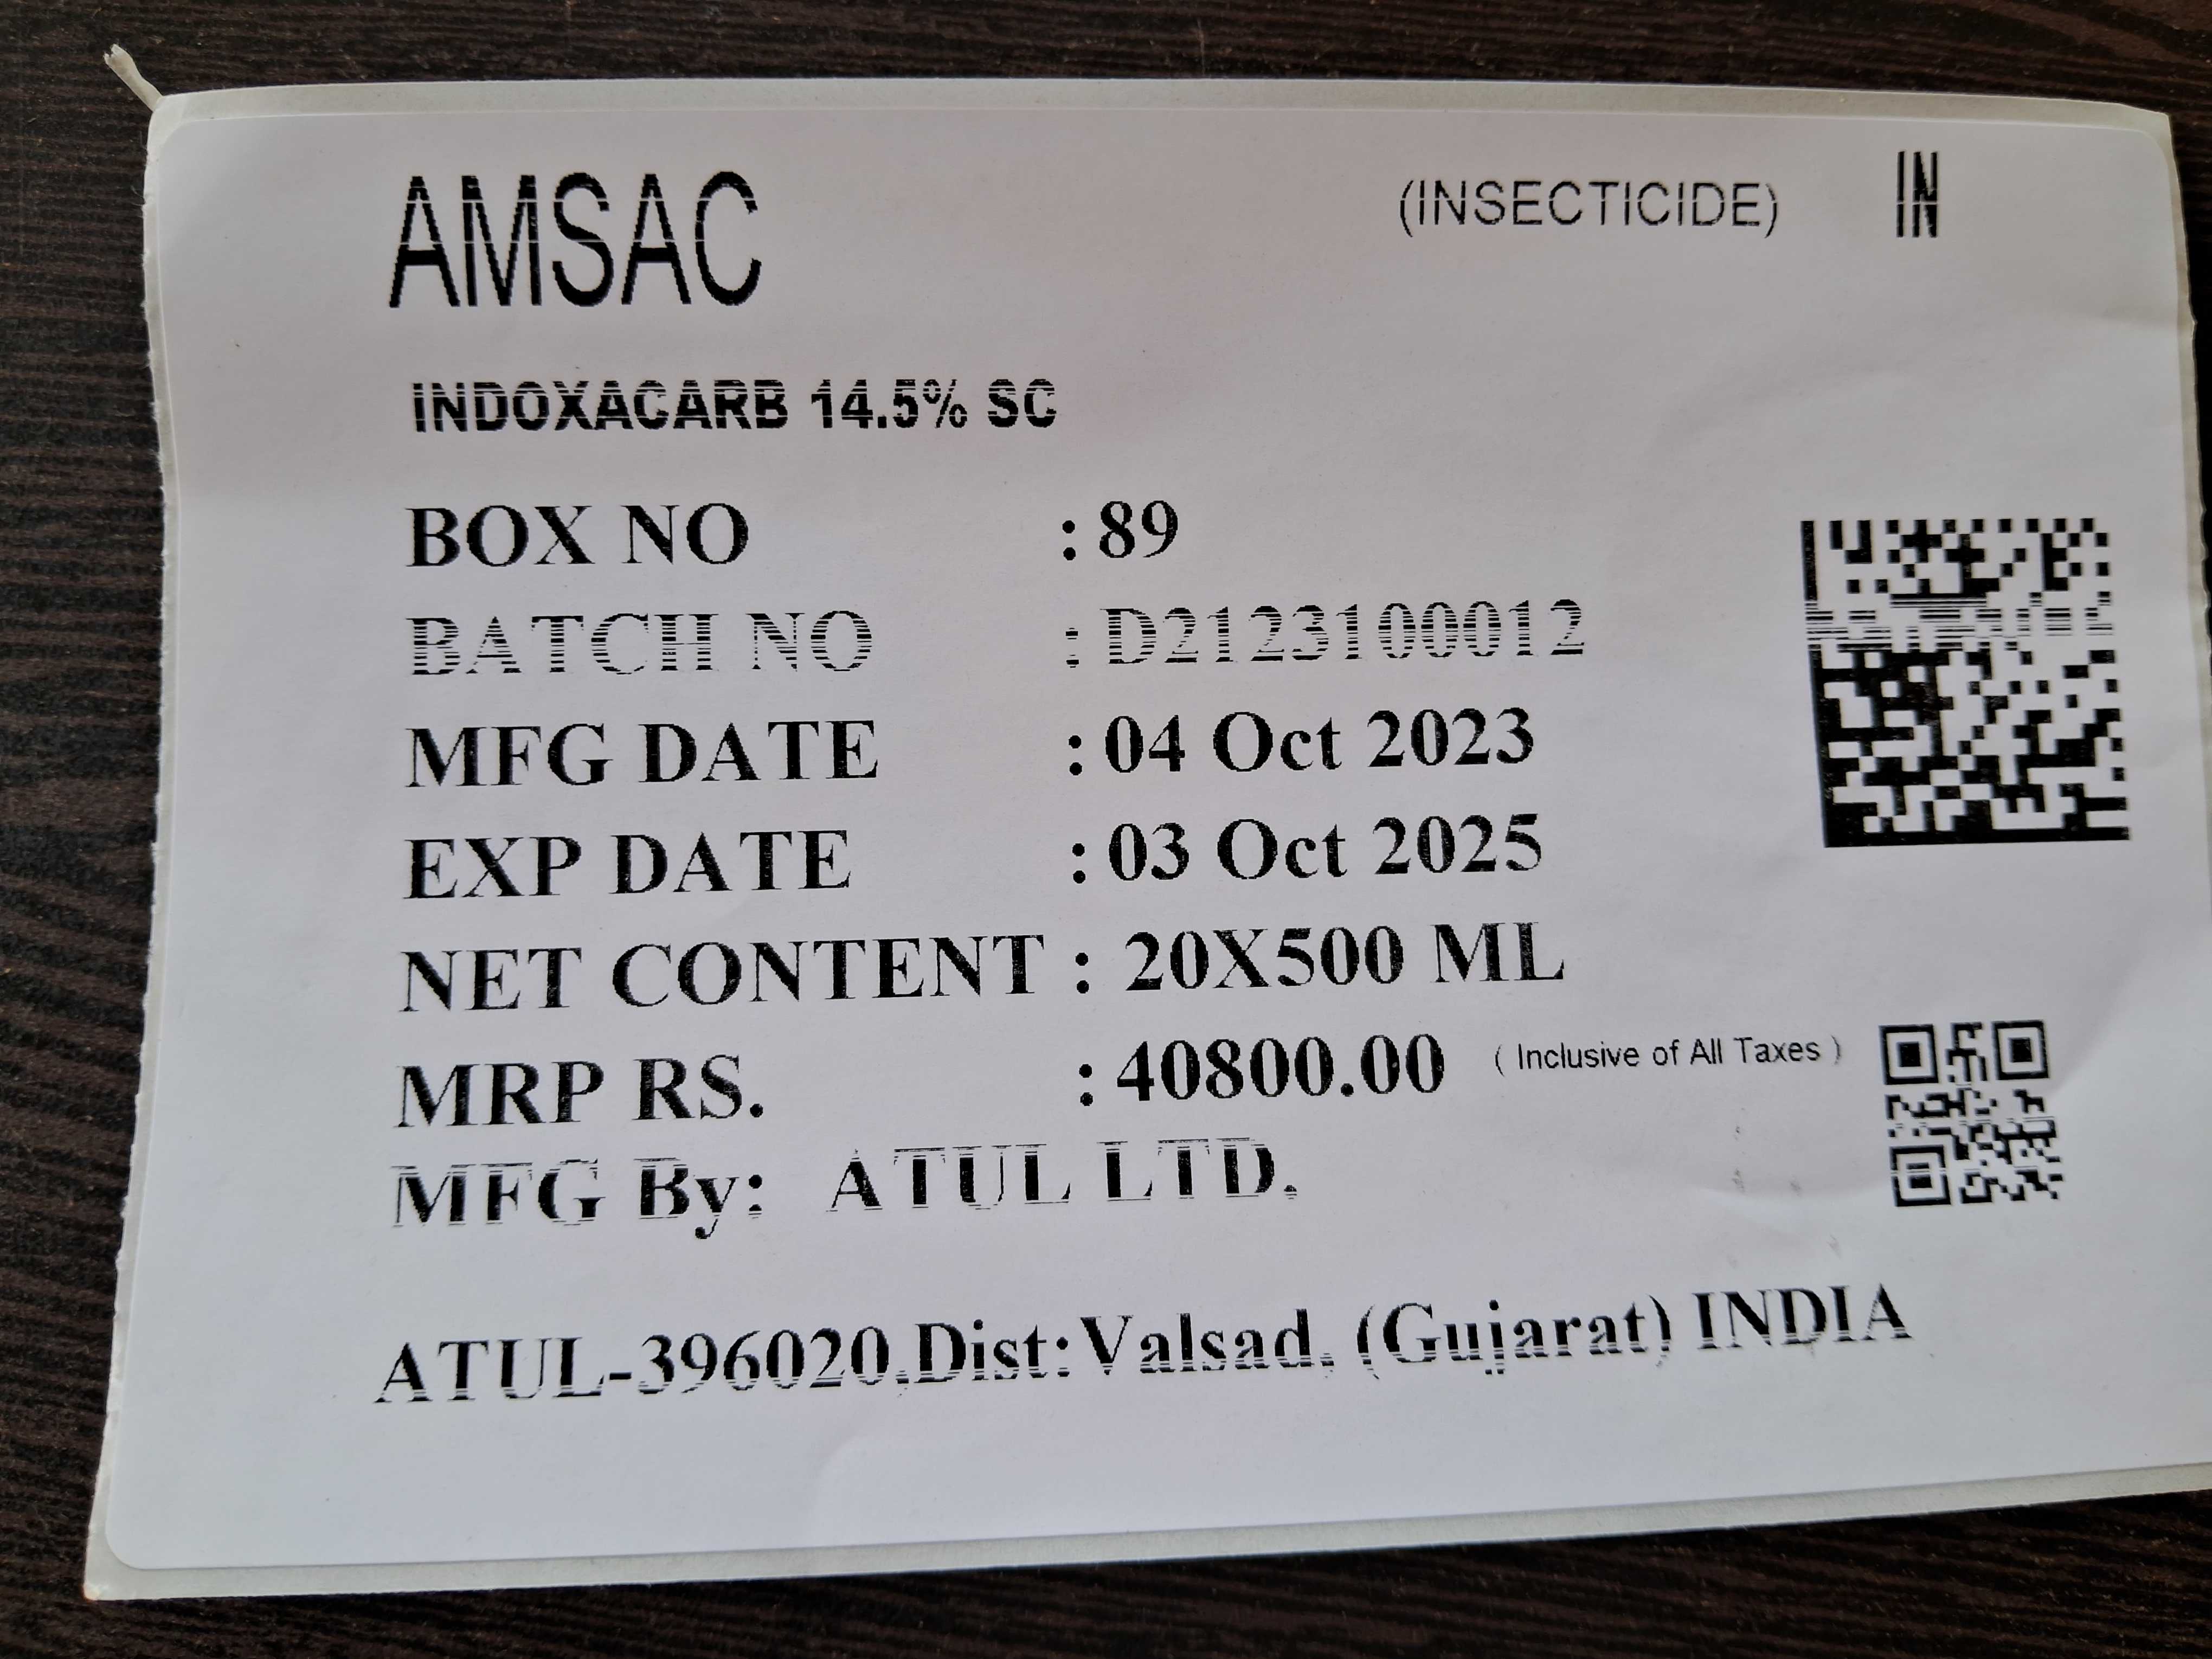 AMSAC (INSECTICIDE) IN
INDOXACARB 14.5% SC
BOX NO : 89
BATCH NO : D2123100012
MFG DATE : 04 Oct 2023
EXP DATE : 03 Oct 2025
NET CONTENT : 20X500 ML
MRP RS. : 40800.00 ( Inclusive of All Taxes )
MFG By: ATUL LTD.
ATUL-396020,Dist:Valsad, (Gujarat) INDIA